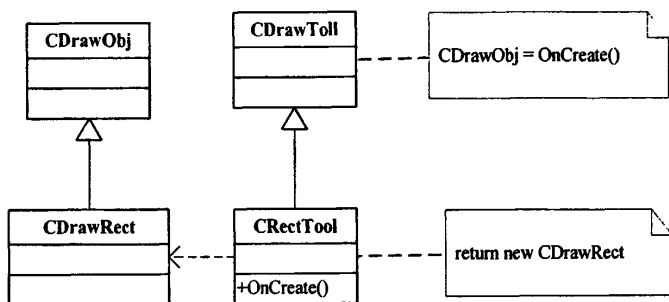 CDrawObj
CDrawToll
CDrawObj = OnCreate()
CDrawRect
CRectTool
+OnCreate()
return new CDrawRect